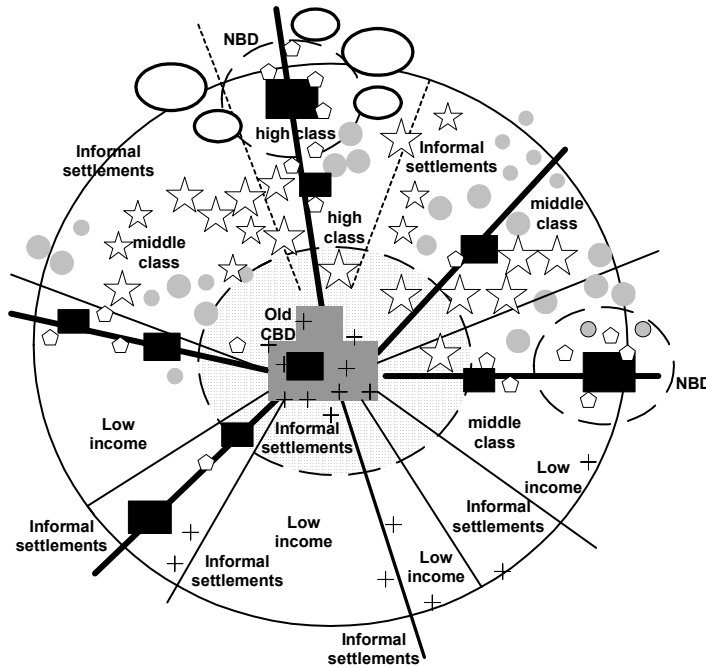 NBD
high class
Informal
settlements
Informal
settlements
middle
class
high
class
middle
class
Old
CBD
NBD
Low
income
Informal
settlements
middle
class
Low
income
Informal
settlements
Informal
settlements
Low
income
Informal
settlements
Low
income
Informal
settlements